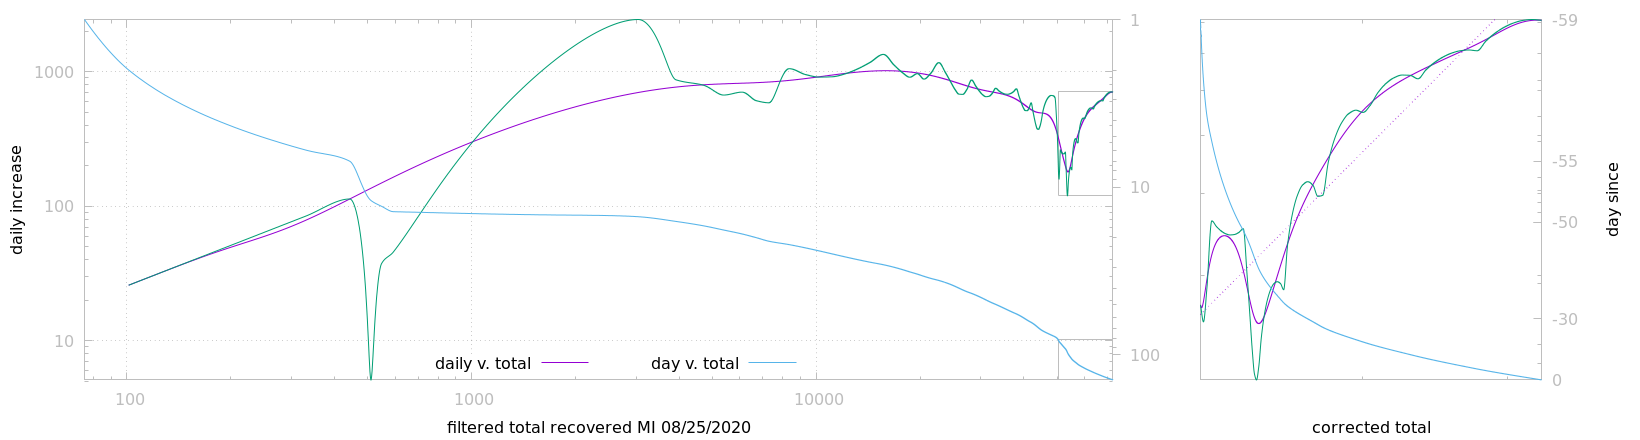 daily increase
1000
100
10
daily v. total
day v. total
100
1000
10000
filtered total recovered MI 08/25/2020
1
10
100
-59
-55
-50
-30
0
day since
corrected total